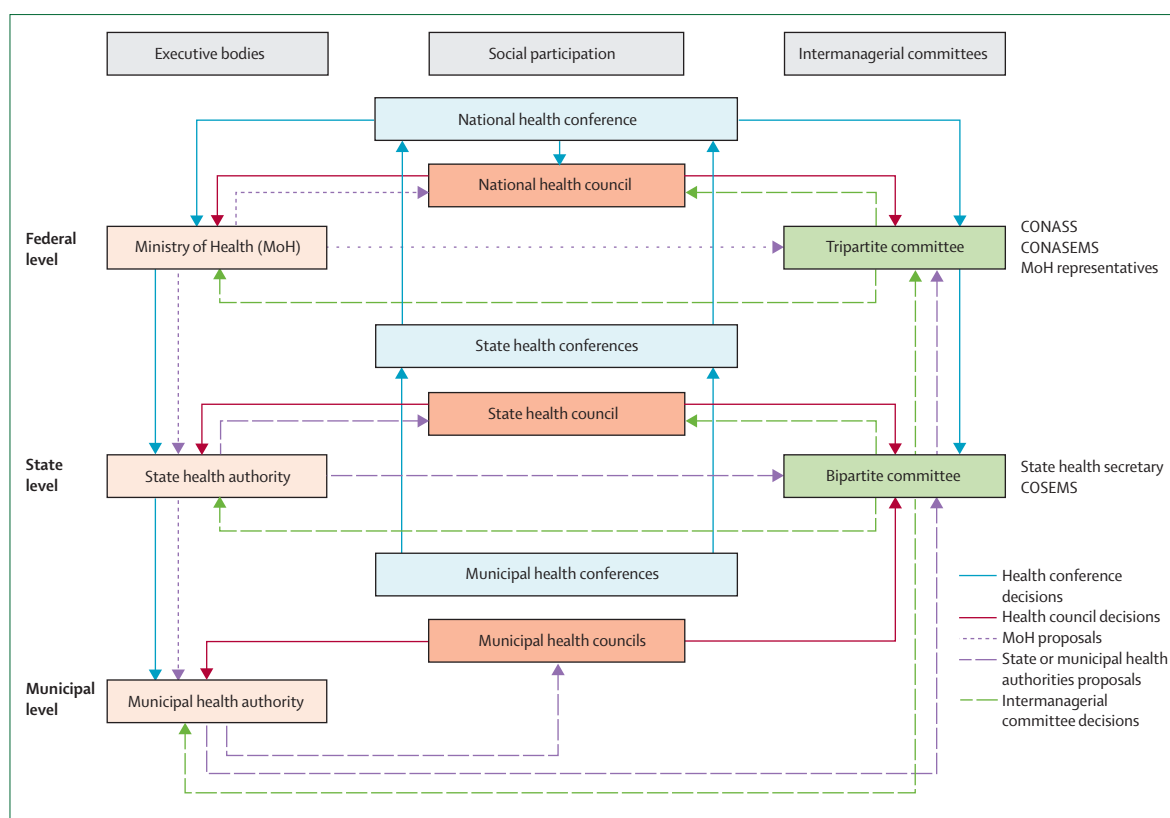 Executive bodies
Social participation
Intermanagerial committees
National health conference
National health council
Federal
level
Ministry of Health (MoH)
Tripartite committee
CONASS
CONASEMS
MoH representatives
State health conferences
State health council
State
level
State health authority
Bipartite committee
State health secretary
COSEMS
Municipal health conferences
Municipal health councils
Municipal
level
Municipal health authority
Health conference
decisions
Health council decisions
MoH proposals
State or municipal health
authorities proposals
Intermanagerial
committee decisions